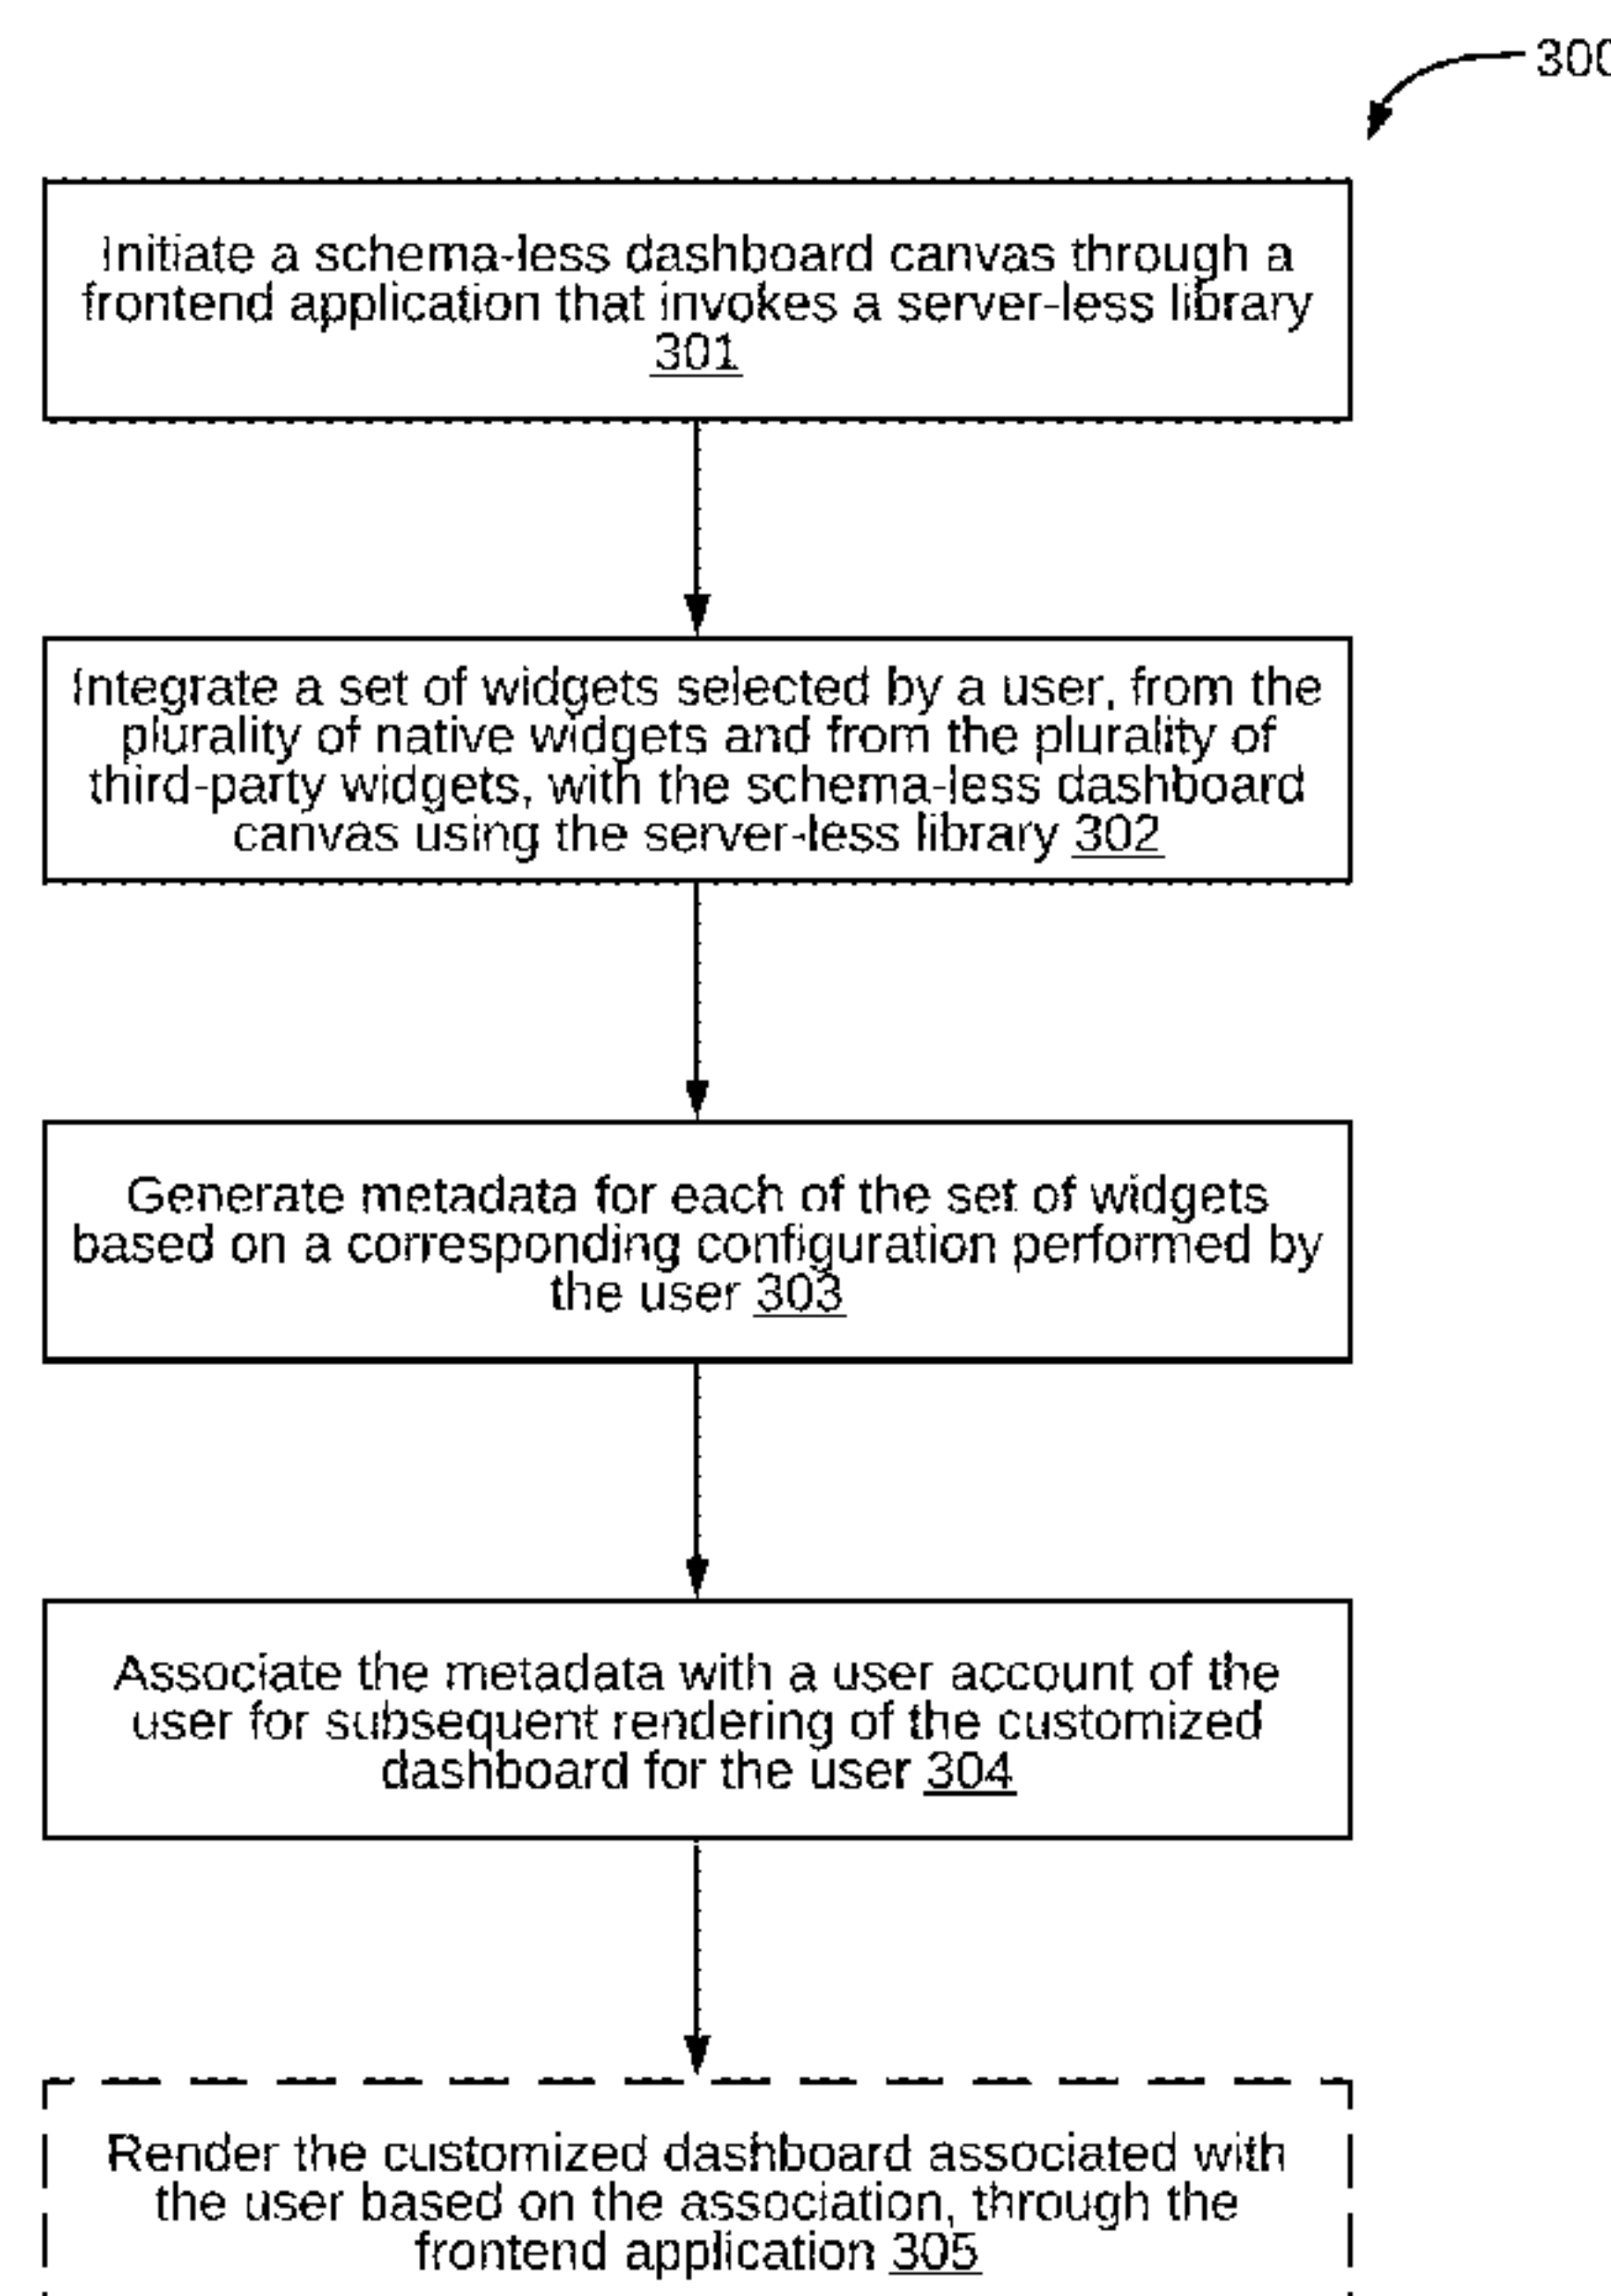 300
Initiate a schema-less dashboard canvas through a
frontend application that invokes a server-less library
301
Integrate a set of widgets selected by a user, from the
plurality of native widgets and from the plurality of
third-party widgets, with the schema-less dashboard
canvas using the server-less library 302
Generate metadata for each of the set of widgets
based on a corresponding configuration performed by
the user 303
Associate the metadata with a user account of the
user for subsequent rendering of the customized
dashboard for the user 304
Render the customized dashboard associated with
the user based on the association, through the
frontend application 305